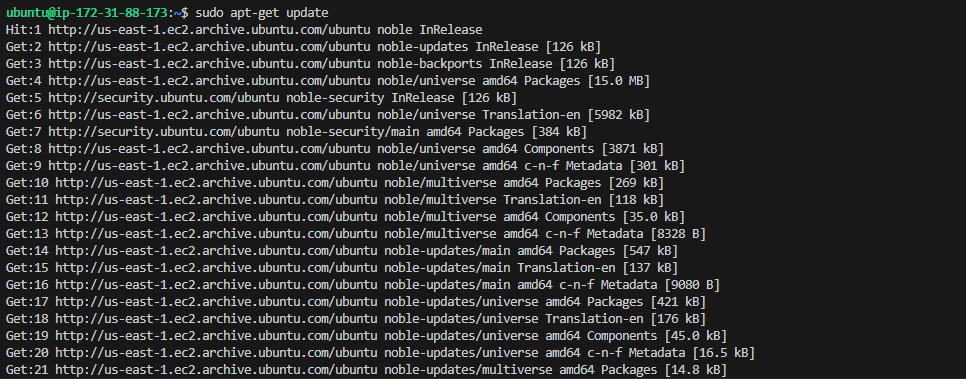 ubuntu@ip-172-31-88-173:~$ sudo apt-get update
Hit:1 http://us-east-1.ec2.archive.ubuntu.com/ubuntu noble InRelease
Get:2 http://us-east-1.ec2.archive.ubuntu.com/ubuntu noble-updates InRelease [126 kB]
Get:3 http://us-east-1.ec2.archive.ubuntu.com/ubuntu noble-backports InRelease [126 kB]
Get:4 http://us-east-1.ec2.archive.ubuntu.com/ubuntu noble/universe amd64 Packages [15.0 MB]
Get:5 http://security.ubuntu.com/ubuntu noble-security InRelease [126 kB]
Get:6 http://us-east-1.ec2.archive.ubuntu.com/ubuntu noble/universe Translation-en [5982 kB]
Get:7 http://security.ubuntu.com/ubuntu noble-security/main amd64 Packages [384 kB]
Get:8 http://us-east-1.ec2.archive.ubuntu.com/ubuntu noble/universe amd64 Components [3871 kB]
Get:9 http://us-east-1.ec2.archive.ubuntu.com/ubuntu noble/universe amd64 c-n-f Metadata [301 kB]
Get:10 http://us-east-1.ec2.archive.ubuntu.com/ubuntu noble/multiverse amd64 Packages [269 kB]
Get:11 http://us-east-1.ec2.archive.ubuntu.com/ubuntu noble/multiverse Translation-en [118 kB]
Get:12 http://us-east-1.ec2.archive.ubuntu.com/ubuntu noble/multiverse amd64 Components [35.0 kB]
Get:13 http://us-east-1.ec2.archive.ubuntu.com/ubuntu noble/multiverse amd64 c-n-f Metadata [8328 B]
Get:14 http://us-east-1.ec2.archive.ubuntu.com/ubuntu noble-updates/main amd64 Packages [547 kB]
Get:15 http://us-east-1.ec2.archive.ubuntu.com/ubuntu noble-updates/main Translation-en [137 kB]
Get:16 http://us-east-1.ec2.archive.ubuntu.com/ubuntu noble-updates/main amd64 c-n-f Metadata [9080 B]
Get:17 http://us-east-1.ec2.archive.ubuntu.com/ubuntu noble-updates/universe amd64 Packages [421 kB]
Get:18 http://us-east-1.ec2.archive.ubuntu.com/ubuntu noble-updates/universe Translation-en [176 kB]
Get:19 http://us-east-1.ec2.archive.ubuntu.com/ubuntu noble-updates/universe amd64 Components [45.0 kB]
Get:20 http://us-east-1.ec2.archive.ubuntu.com/ubuntu noble-updates/universe amd64 c-n-f Metadata [16.5 kB]
Get:21 http://us-east-1.ec2.archive.ubuntu.com/ubuntu noble-updates/multiverse amd64 Packages [14.8 kB]